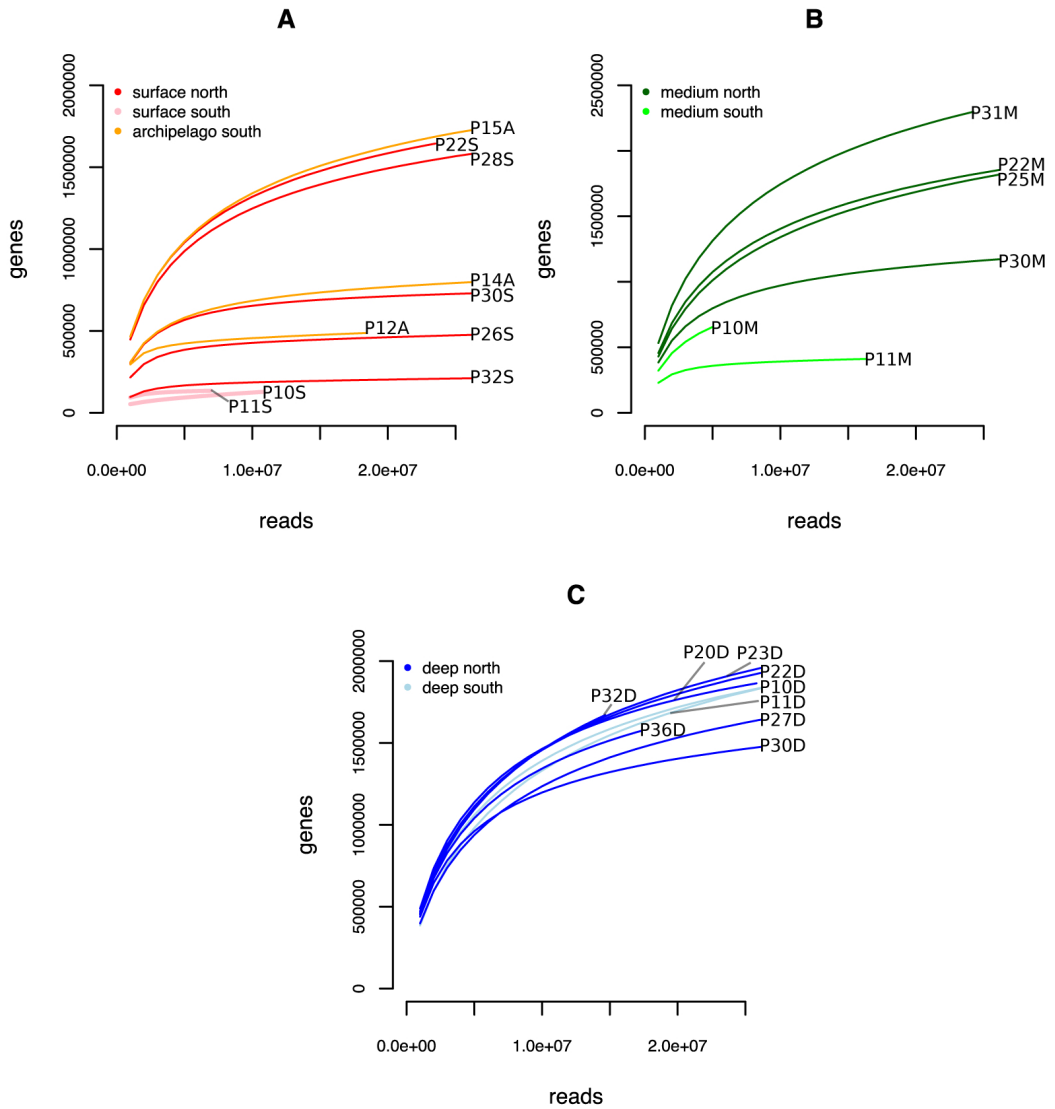 A
surface north
surface south
archipelago south
genes
0
500000
1000000
1500000
2000000
P15A
P22S
P28S
P14A
P30S
P12A
P26S
P32S
P10S
P11S
0.0e+00
1.0e+07
2.0e+07
reads
B
medium north
medium south
genes
0
500000
1500000
2500000
P31M
P22M
P25M
P30M
P10M
P11M
0.0e+00
1.0e+07
2.0e+07
reads
C
deep north
deep south
genes
0
500000
1000000
1500000
2000000
P20D
P23D
P22D
P32D
P10D
P11D
P27D
P36D
P30D
0.0e+00
1.0e+07
2.0e+07
reads